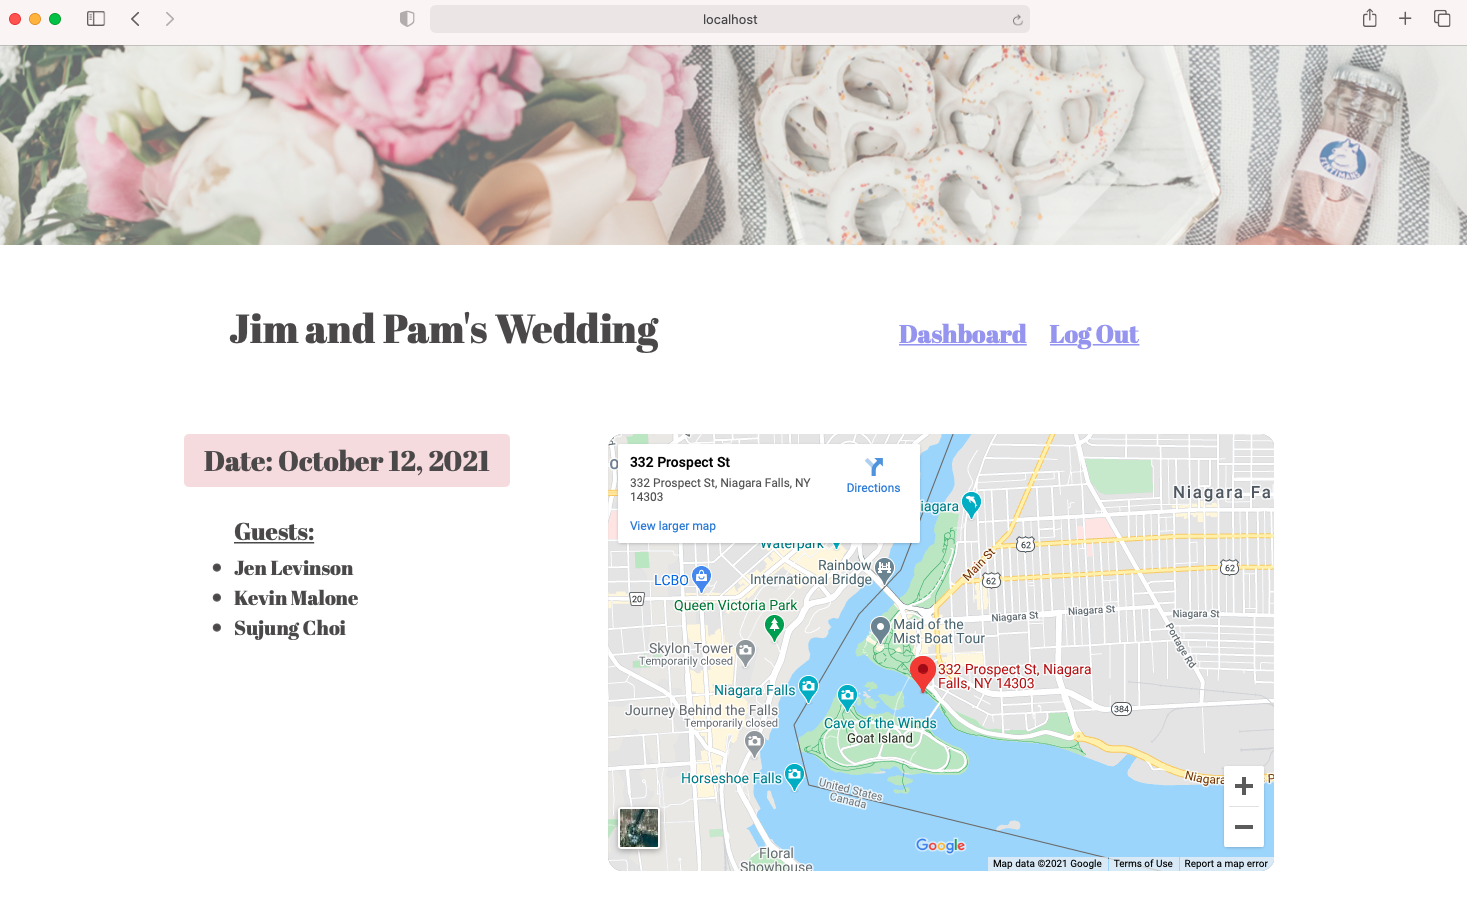 localhost
Jim and Pam's Wedding
Dashboard Log Out
Date: October 12, 2021
Guests:
Jen Levinson
Kevin Malone
Sujung Choi
332 Prospect St
332 Prospect St, Niagara Falls, NY
14303
Directions
View larger map
iagara
Niagara Fa
Waterpark
Rainbow
International Bridge
LCBO
20
Queen Victoria Park
Main St
62
62
62
Niagara St
Niagara St
Niagara St
Portage Rd
Maid of the
Mist Boat Tour
Skylon Tower
Temporarily closed
332 Prospect St, Niagara
Falls, NY 14303
Niagara Falls
Journey Behind the Falls
Temporarily closed
Cave of the Winds
Goat Island
384
Horseshoe Falls
United States
Canada
Niagara
P
Floral
Showhouse
Google
Map data ©2021 Google
Terms of Use
Report a map error